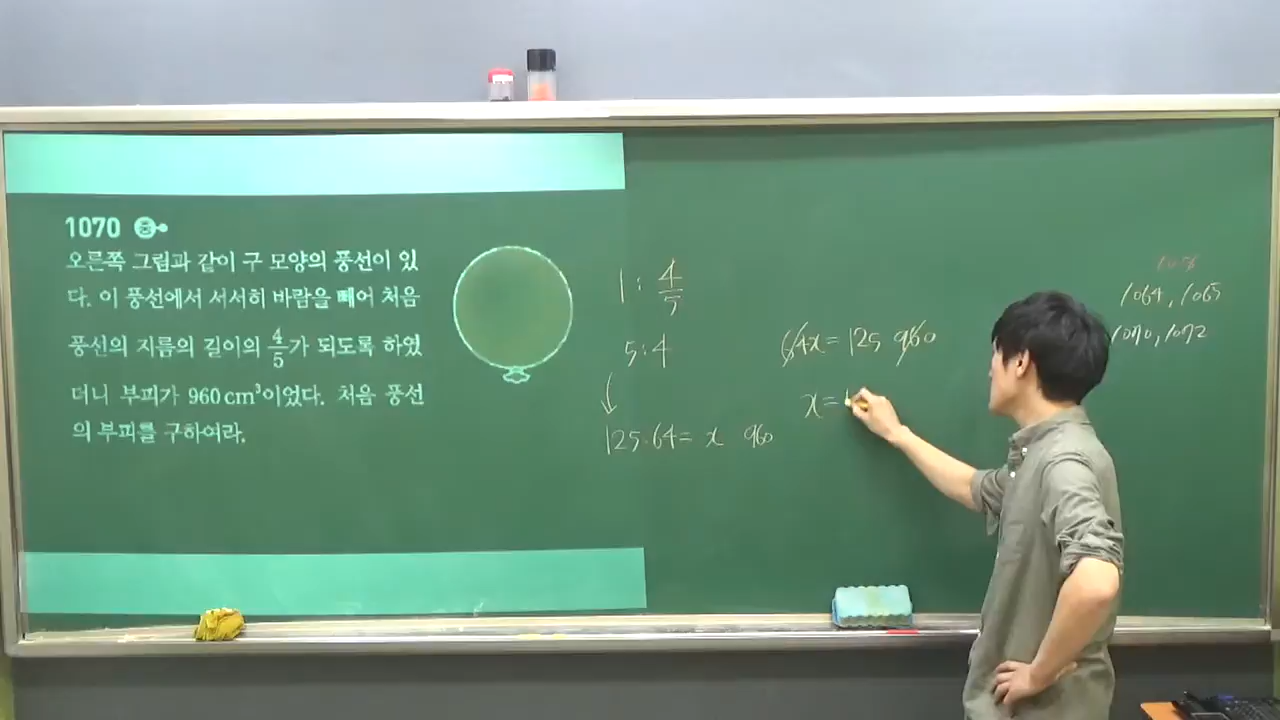 1070 중
오른쪽 그림과 같이 구 모양의 풍선이 있
다. 이 풍선에서 서서히 바람을 빼어 처음
풍선의 지름의 길이의 4/5가 되도록 하였
더니 부피가 960 cm³이었다. 처음 풍선
의 부피를 구하여라.
1 : 4/5
5 : 4
125 . 64 = x 960
64x = 125 960
x = 1
1064, 1065
1070, 1072